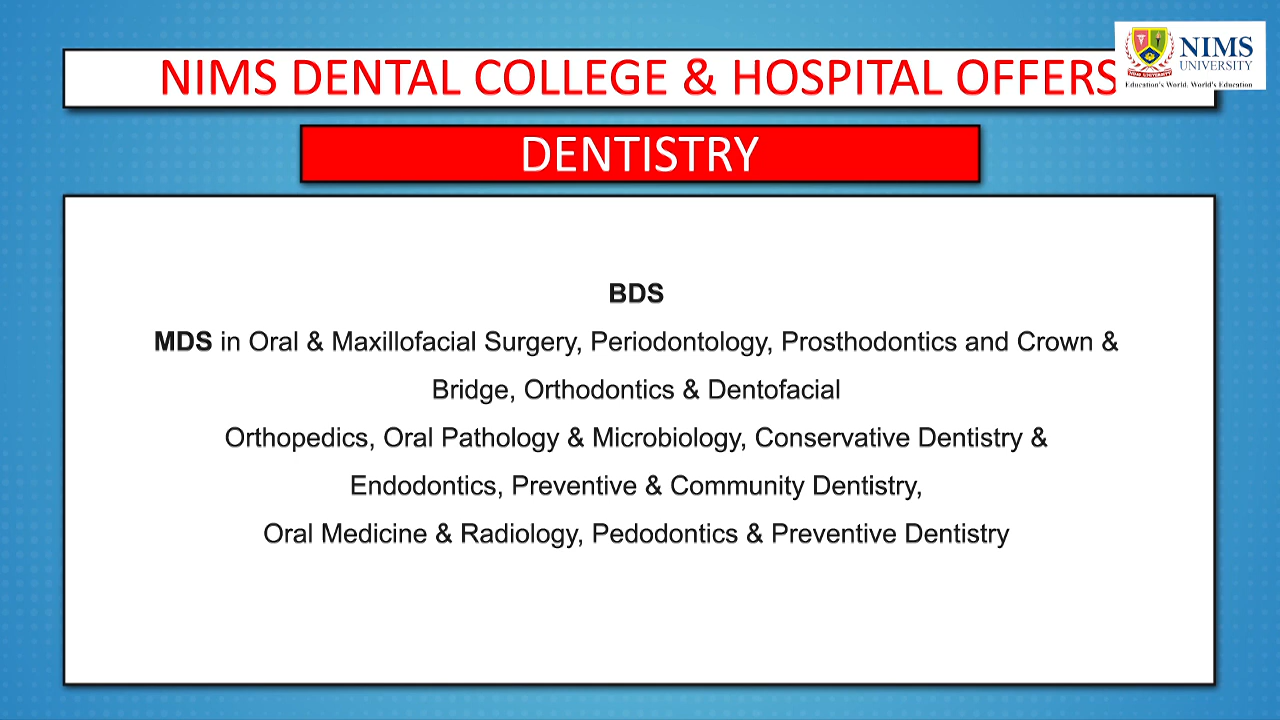 NIMS DENTAL COLLEGE & HOSPITAL OFFERS
NIMS
UNIVERSITY
Education's World, World's Education
DENTISTRY
BDS
MDS in Oral & Maxillofacial Surgery, Periodontology, Prosthodontics and Crown &
Bridge, Orthodontics & Dentofacial
Orthopedics, Oral Pathology & Microbiology, Conservative Dentistry &
Endodontics, Preventive & Community Dentistry,
Oral Medicine & Radiology, Pedodontics & Preventive Dentistry